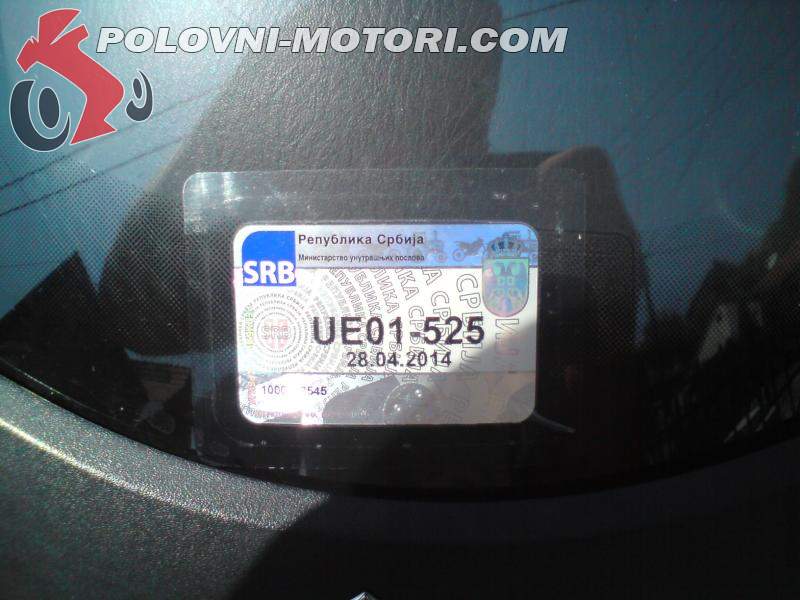 POLOVNI-MOTORI.COM
Република Србија
Министарство унутрашњих послова
SRB
UE01-525
28.04.2014